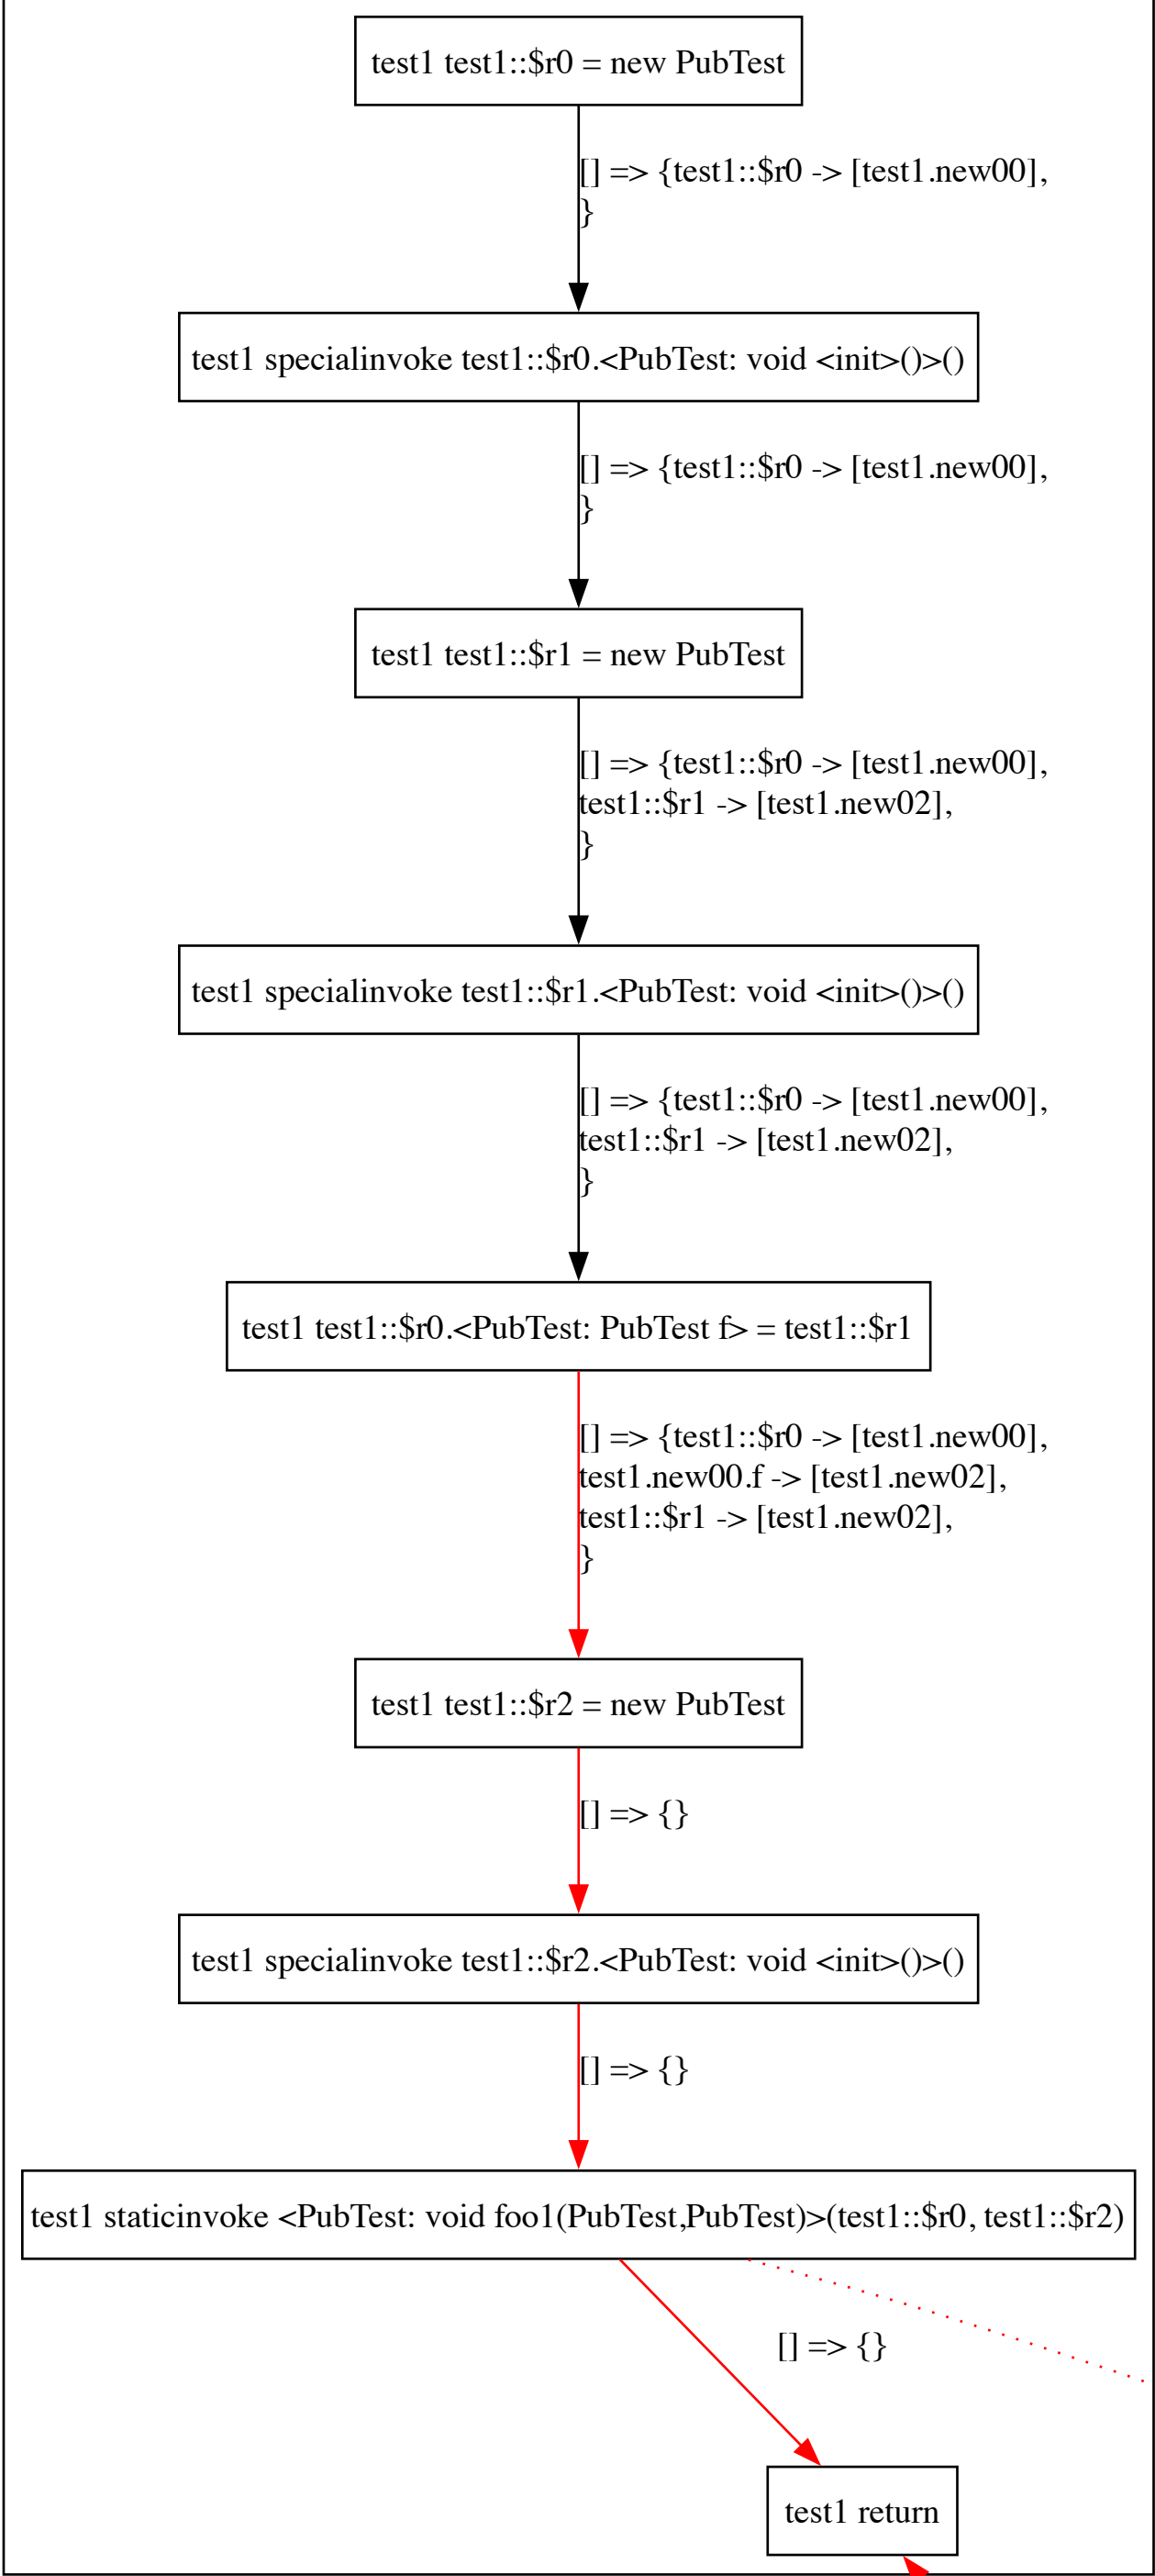 test1 test1::$r0 = new PubTest
[] => {test1::$r0 -> [test1.new00],
}
test1 specialinvoke test1::$r0.<PubTest: void <init>()>()
[] => {test1::$r0 -> [test1.new00],
}
test1 test1::$r1 = new PubTest
[] => {test1::$r0 -> [test1.new00],
test1::$r1 -> [test1.new02],
}
test1 specialinvoke test1::$r1.<PubTest: void <init>()>()
[] => {test1::$r0 -> [test1.new00],
test1::$r1 -> [test1.new02],
}
test1 test1::$r0.<PubTest: PubTest f> = test1::$r1
[] => {test1::$r0 -> [test1.new00],
test1.new00.f -> [test1.new02],
test1::$r1 -> [test1.new02],
}
test1 test1::$r2 = new PubTest
[] => {}
test1 specialinvoke test1::$r2.<PubTest: void <init>()>()
[] => {}
test1 staticinvoke <PubTest: void foo1(PubTest,PubTest)>(test1::$r0, test1::$r2)
[] => {}
test1 return